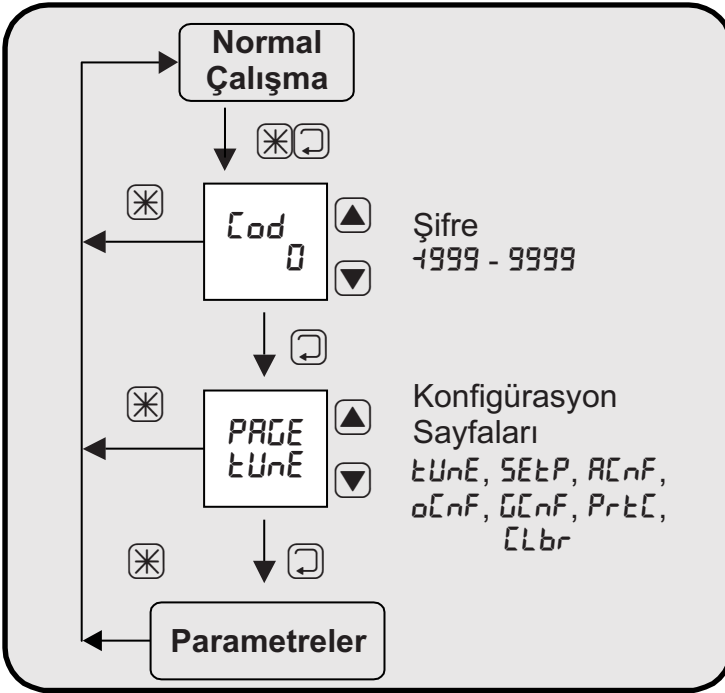 Normal
Çalışma
Cod
0
Şifre
-1999 - 9999
PAGE
tUnE
Konfigürasyon
Sayfaları
tUnE, SEtP, ACnF,
oCnF, GCnF, PrtC,
CLbr
Parametreler